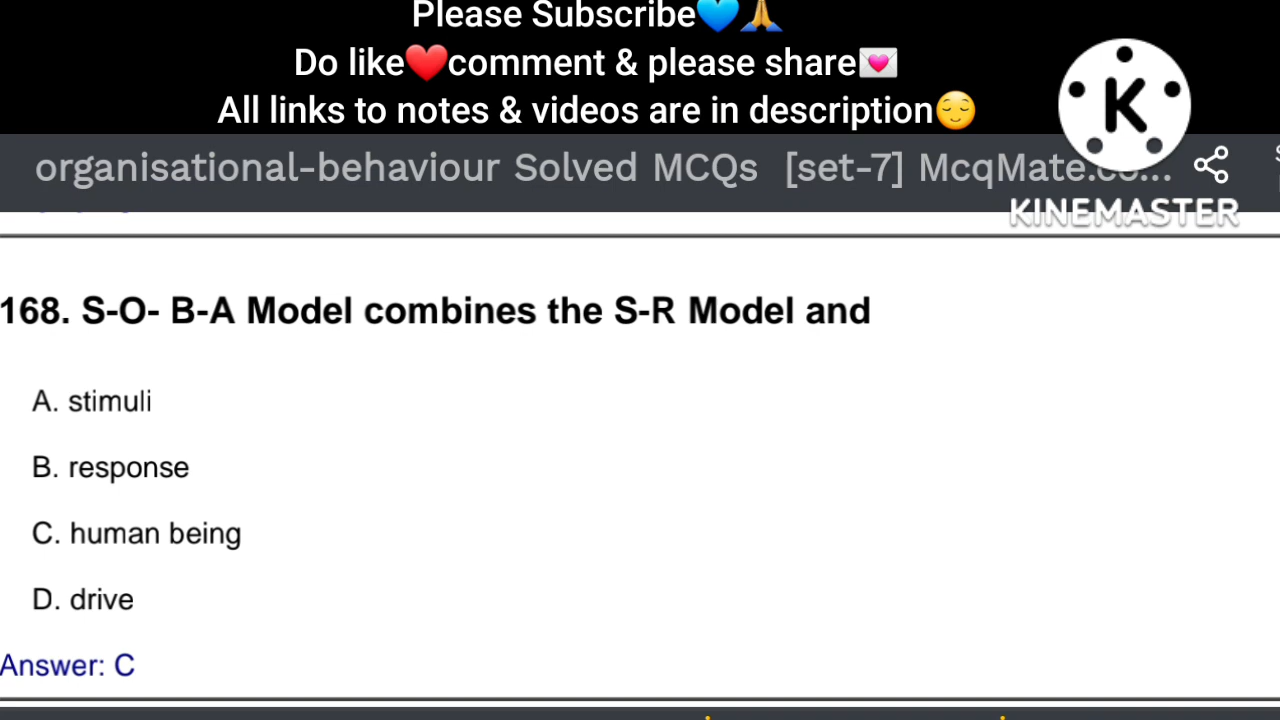 Please Subscribe💙🙏
Do like❤️comment & please share💌
All links to notes & videos are in description😌
K
organisational-behaviour Solved MCQs [set-7] McqMate.co...
KINEMASTER
168. S-O- B-A Model combines the S-R Model and
A. stimuli
B. response
C. human being
D. drive
Answer: C